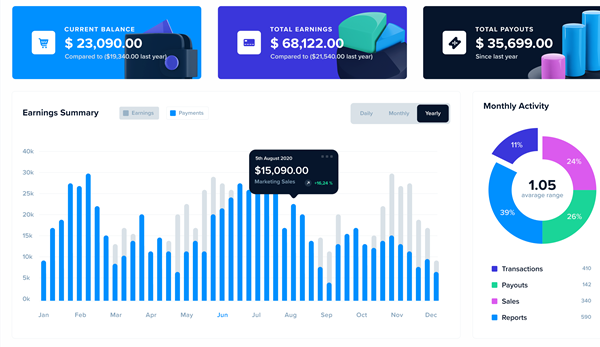 CURRENT BALANCE
$ 23,090.00
Compared to ($19,340.00 last year)
TOTAL EARNINGS
$ 68,122.00
Compared to ($21,540.00 last year)
TOTAL PAYOUTS
$ 35,699.00
Since last year
Earnings Summary
Earnings
Payments
Daily
Monthly
Yearly
40k
35k
30k
25k
20k
15k
10k
5k
0k
5th August 2020
$15,090.00
Marketing Sales
+16,24 %
Jan Feb Mar Apr May Jun Jul Aug Sep Oct Nov Dec
Monthly Activity
11%
24%
39%
26%
1.05
avarage range
Transactions 410
Payouts 142
Sales 340
Reports 590